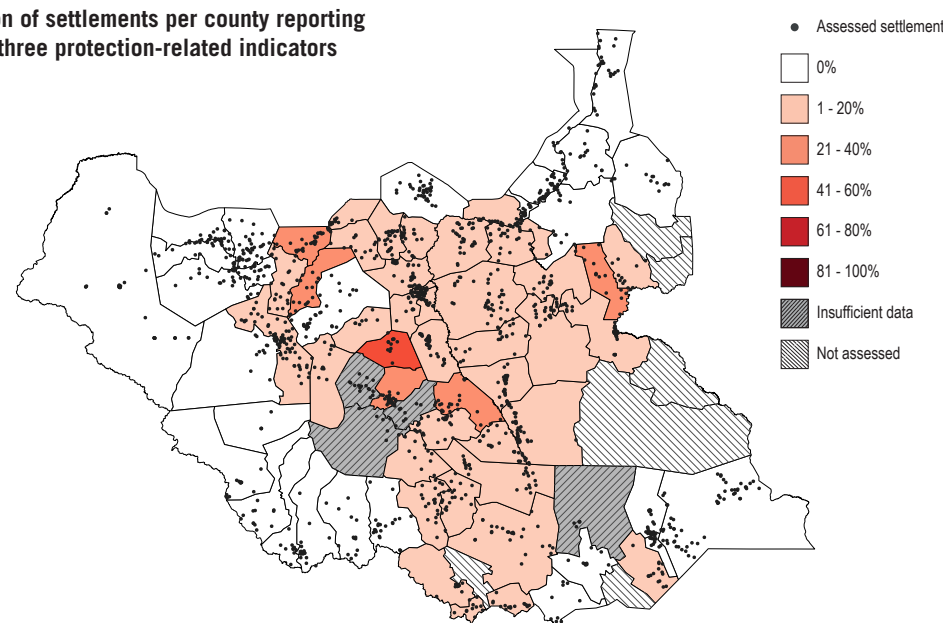 of settlements per county reporting
three protection-related indicators
Assessed settlement
0%
1 - 20%
21 - 40%
41 - 60%
61 - 80%
81 - 100%
Insufficient data
Not assessed